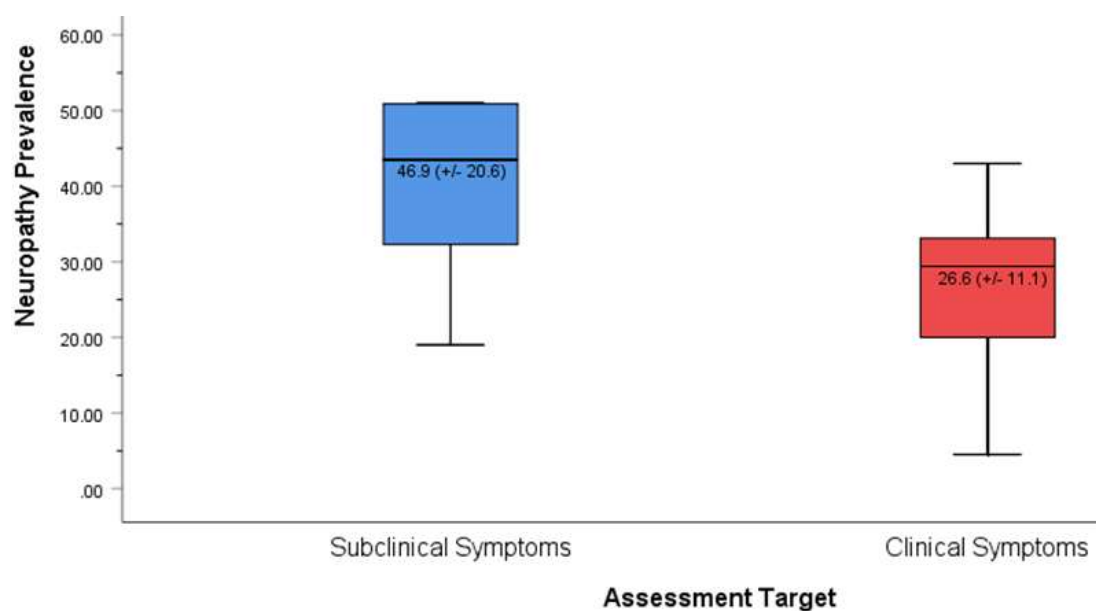 Neuropathy Prevalence
60.00
50.00
40.00
30.00
20.00
10.00
.00
46.9 (+/- 20.6)
26.6 (+/- 11.1)
Subclinical Symptoms
Clinical Symptoms
Assessment Target